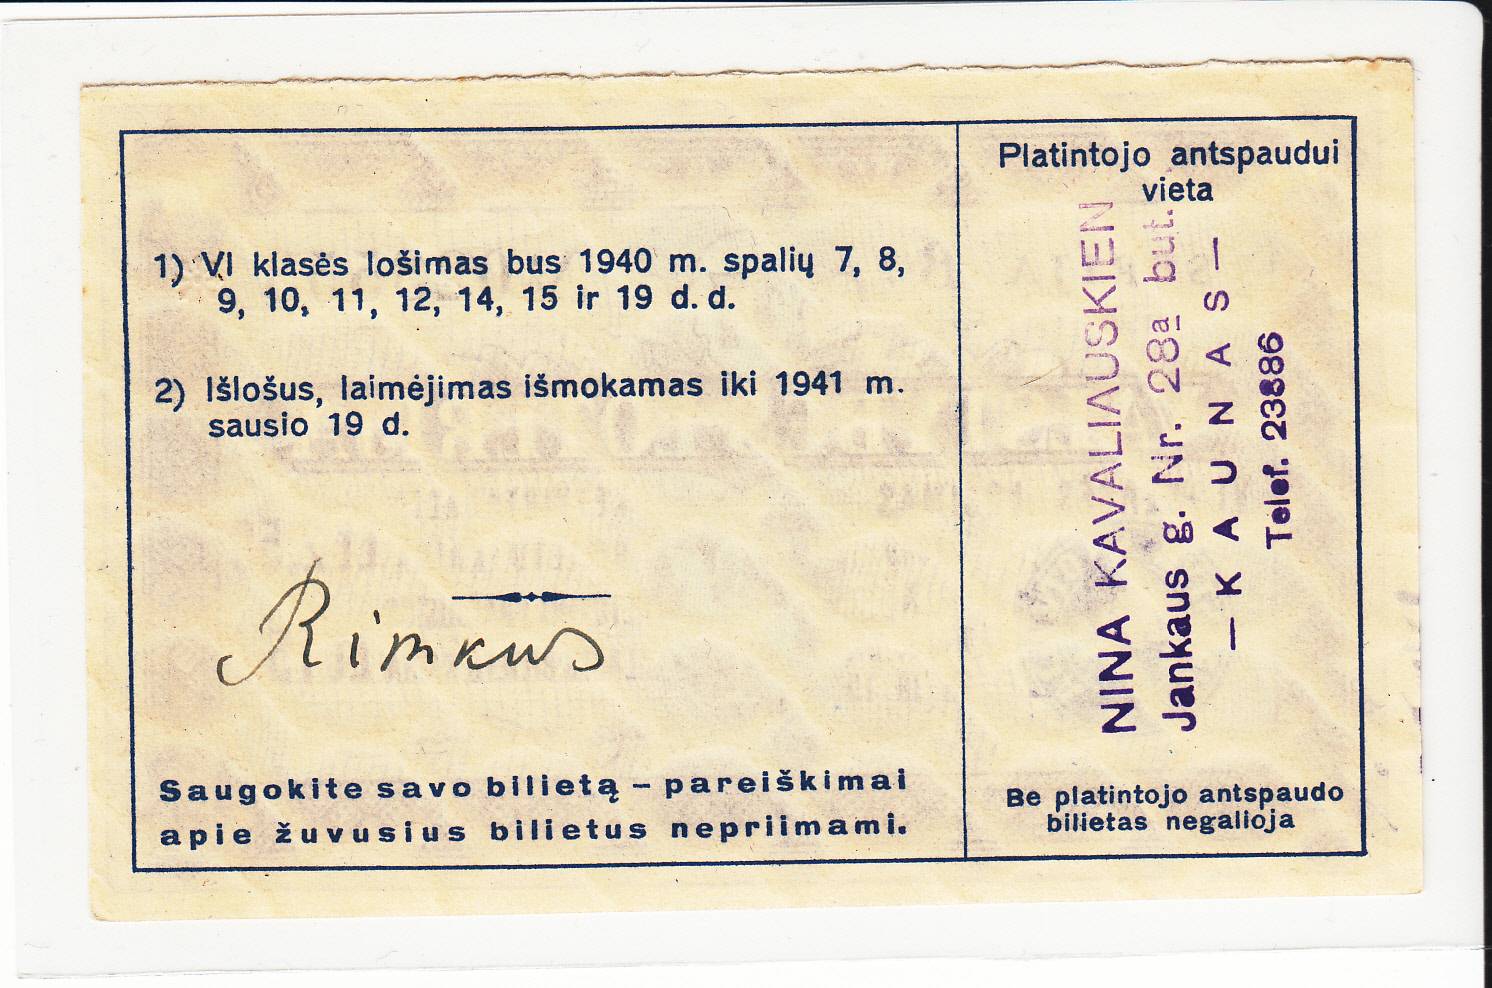 1) VI klasės lošimas bus 1940 m. spalių 7, 8,
9, 10, 11, 12, 14, 15 ir 19 d. d.
2) Išlošus, laimėjimas išmokamas iki 1941 m.
sausio 19 d.
Rimkus
Saugokite savo bilietą – pareiškimai
apie žuvusius bilietus nepriimami.
Platintojo antspaudui
vieta
NINA KAVALIAUSKIEN
Jankaus g. Nr. 28a but.
— K A U N A S —
Telef. 23886
Be platintojo antspaudo
bilietas negalioja